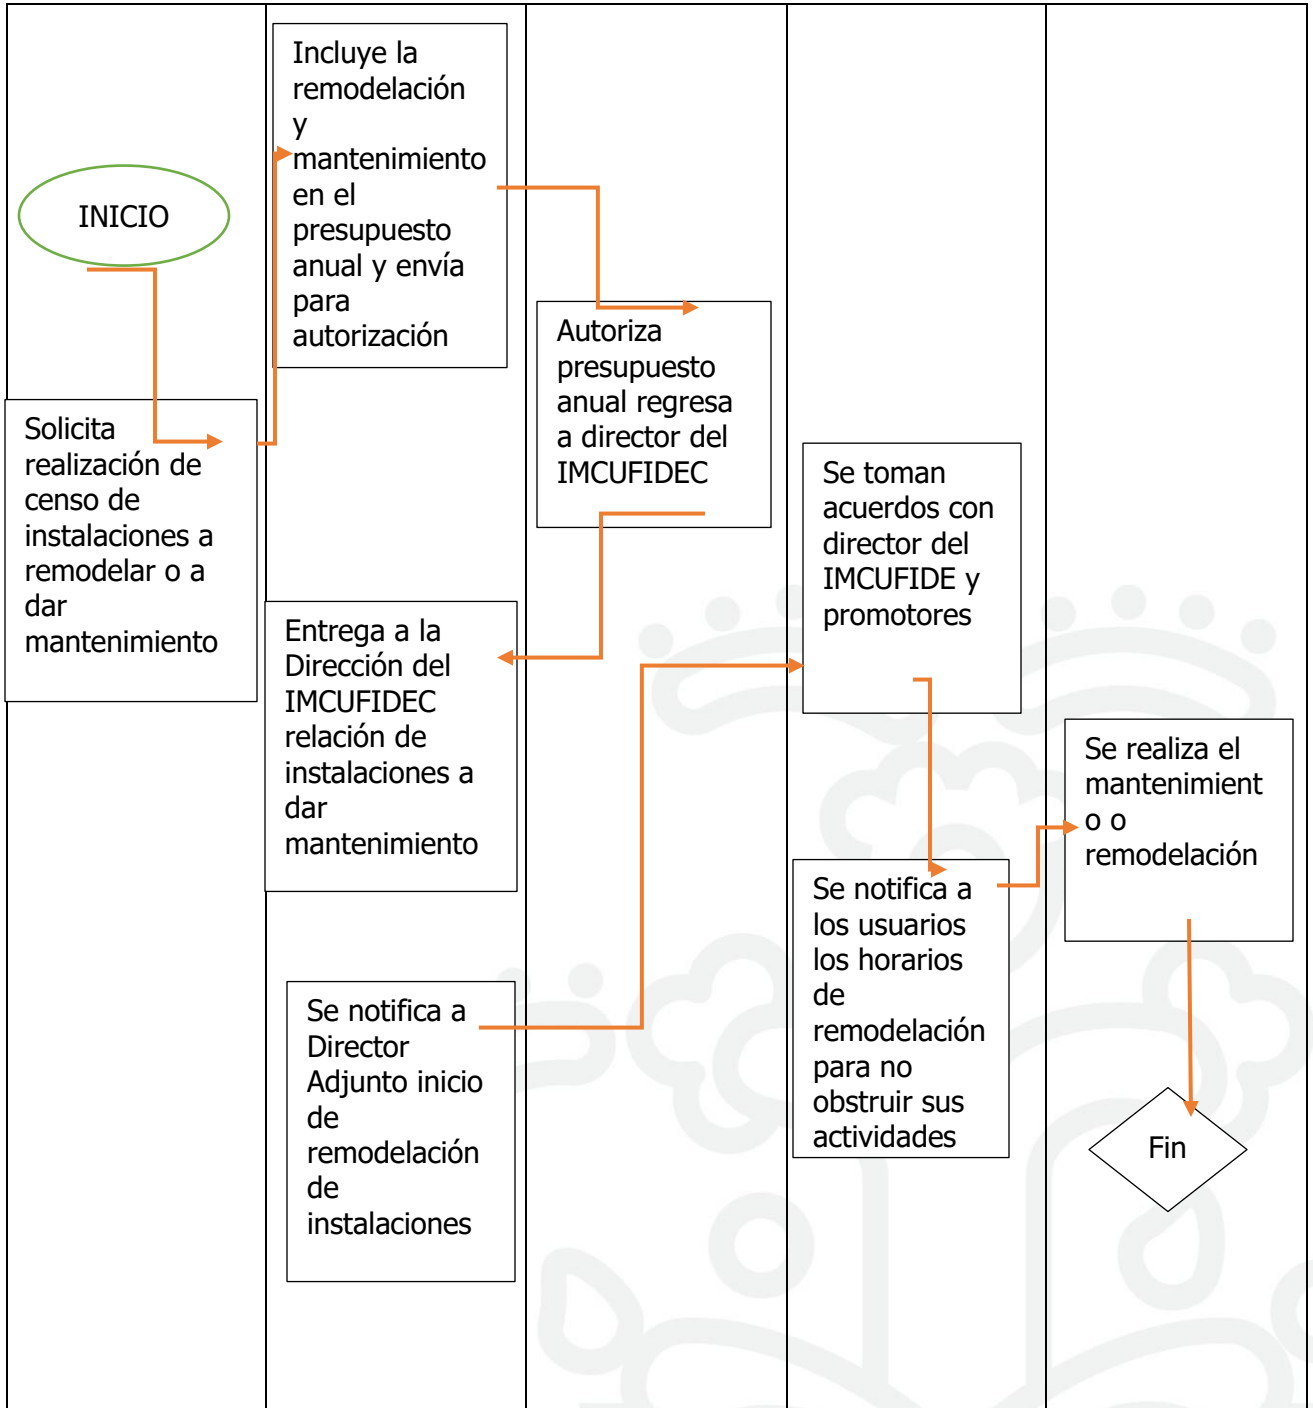 INICIO
Solicita
realización de
censo de
instalaciones a
remodelar o a
dar
mantenimiento
Incluye la
remodelación
y
mantenimiento
en el
presupuesto
anual y envía
para
autorización
Autoriza
presupuesto
anual regresa
a director del
IMCUFIDEC
Entrega a la
Dirección del
IMCUFIDEC
relación de
instalaciones a
dar
mantenimiento
Se notifica a
Director
Adjunto inicio
de
remodelación
de
instalaciones
Se toman
acuerdos con
director del
IMCUFIDE y
promotores
Se notifica a
los usuarios
los horarios
de
remodelación
para no
obstruir sus
actividades
Se realiza el
mantenimient
o o
remodelación
Fin